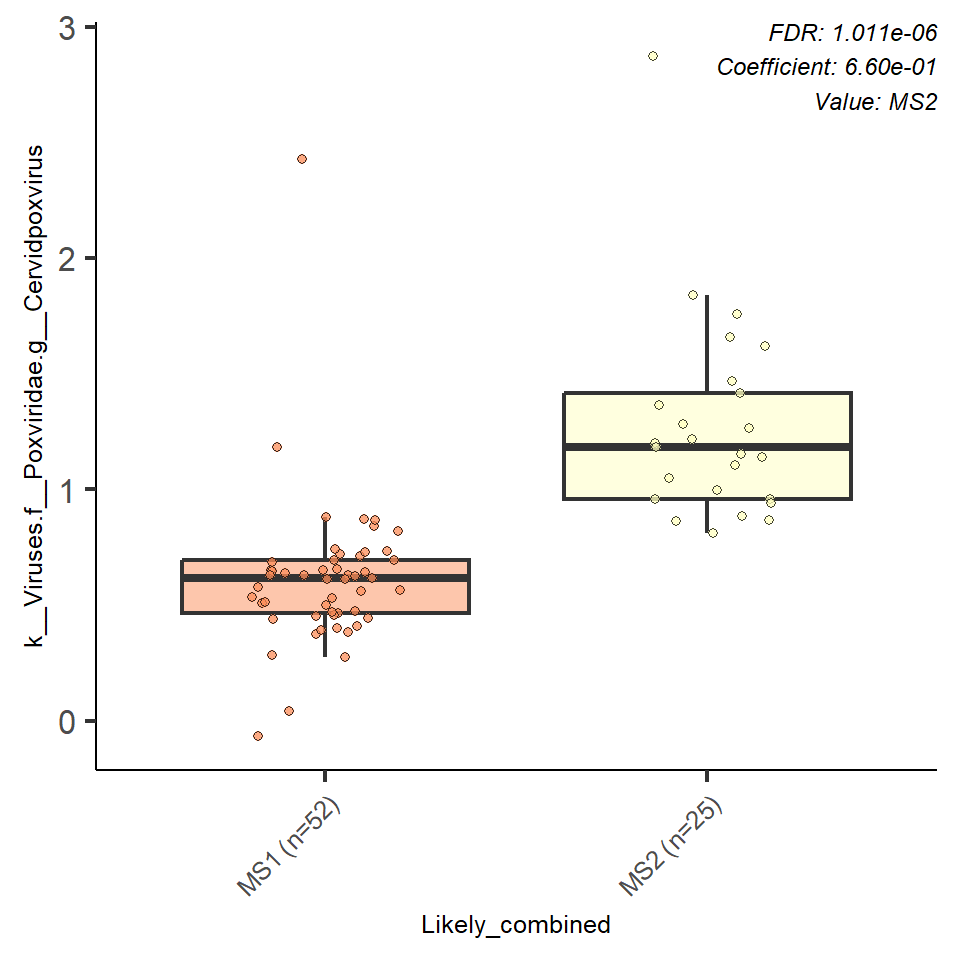 FDR: 1.011e-06
Coefficient: 6.60e-01
Value: MS2
k__Viruses.f__Poxviridae.g__Cervidpoxvirus
3
2
1
0
MS1 (n=52)
MS2 (n=25)
Likely_combined